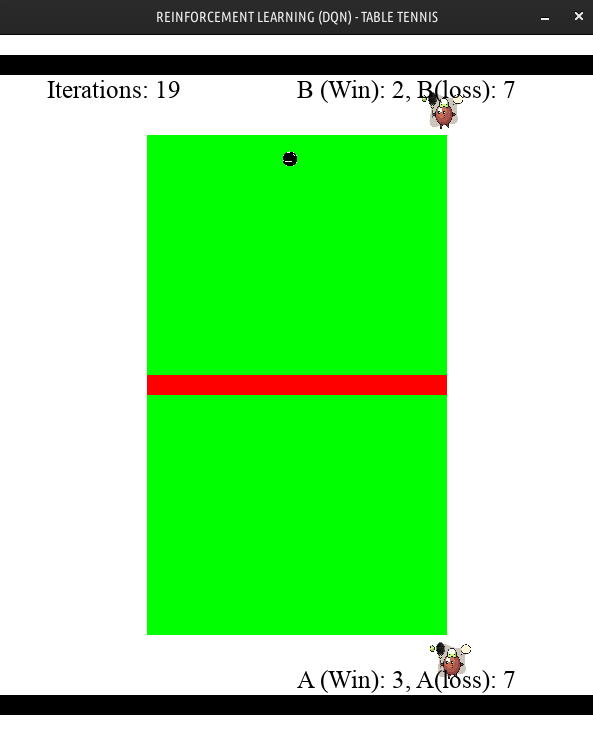 REINFORCEMENT LEARNING (DQN) - TABLE TENNIS
Iterations: 19
B (Win): 2, B(loss): 7
A (Win): 3, A(loss): 7